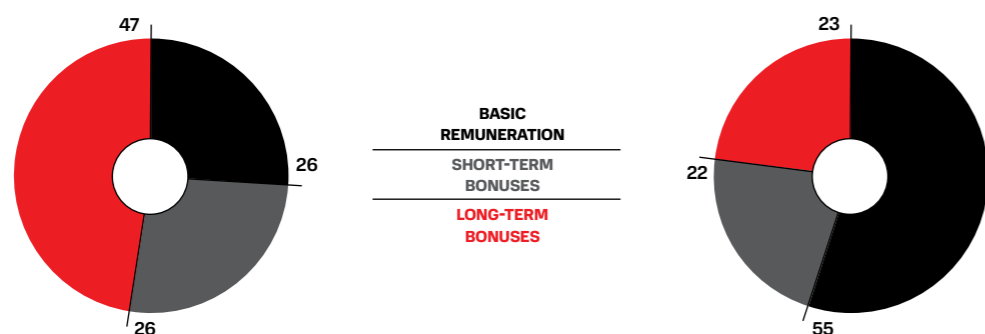 47
26
26
BASIC
REMUNERATION
SHORT-TERM
BONUSES
LONG-TERM
BONUSES
23
22
55